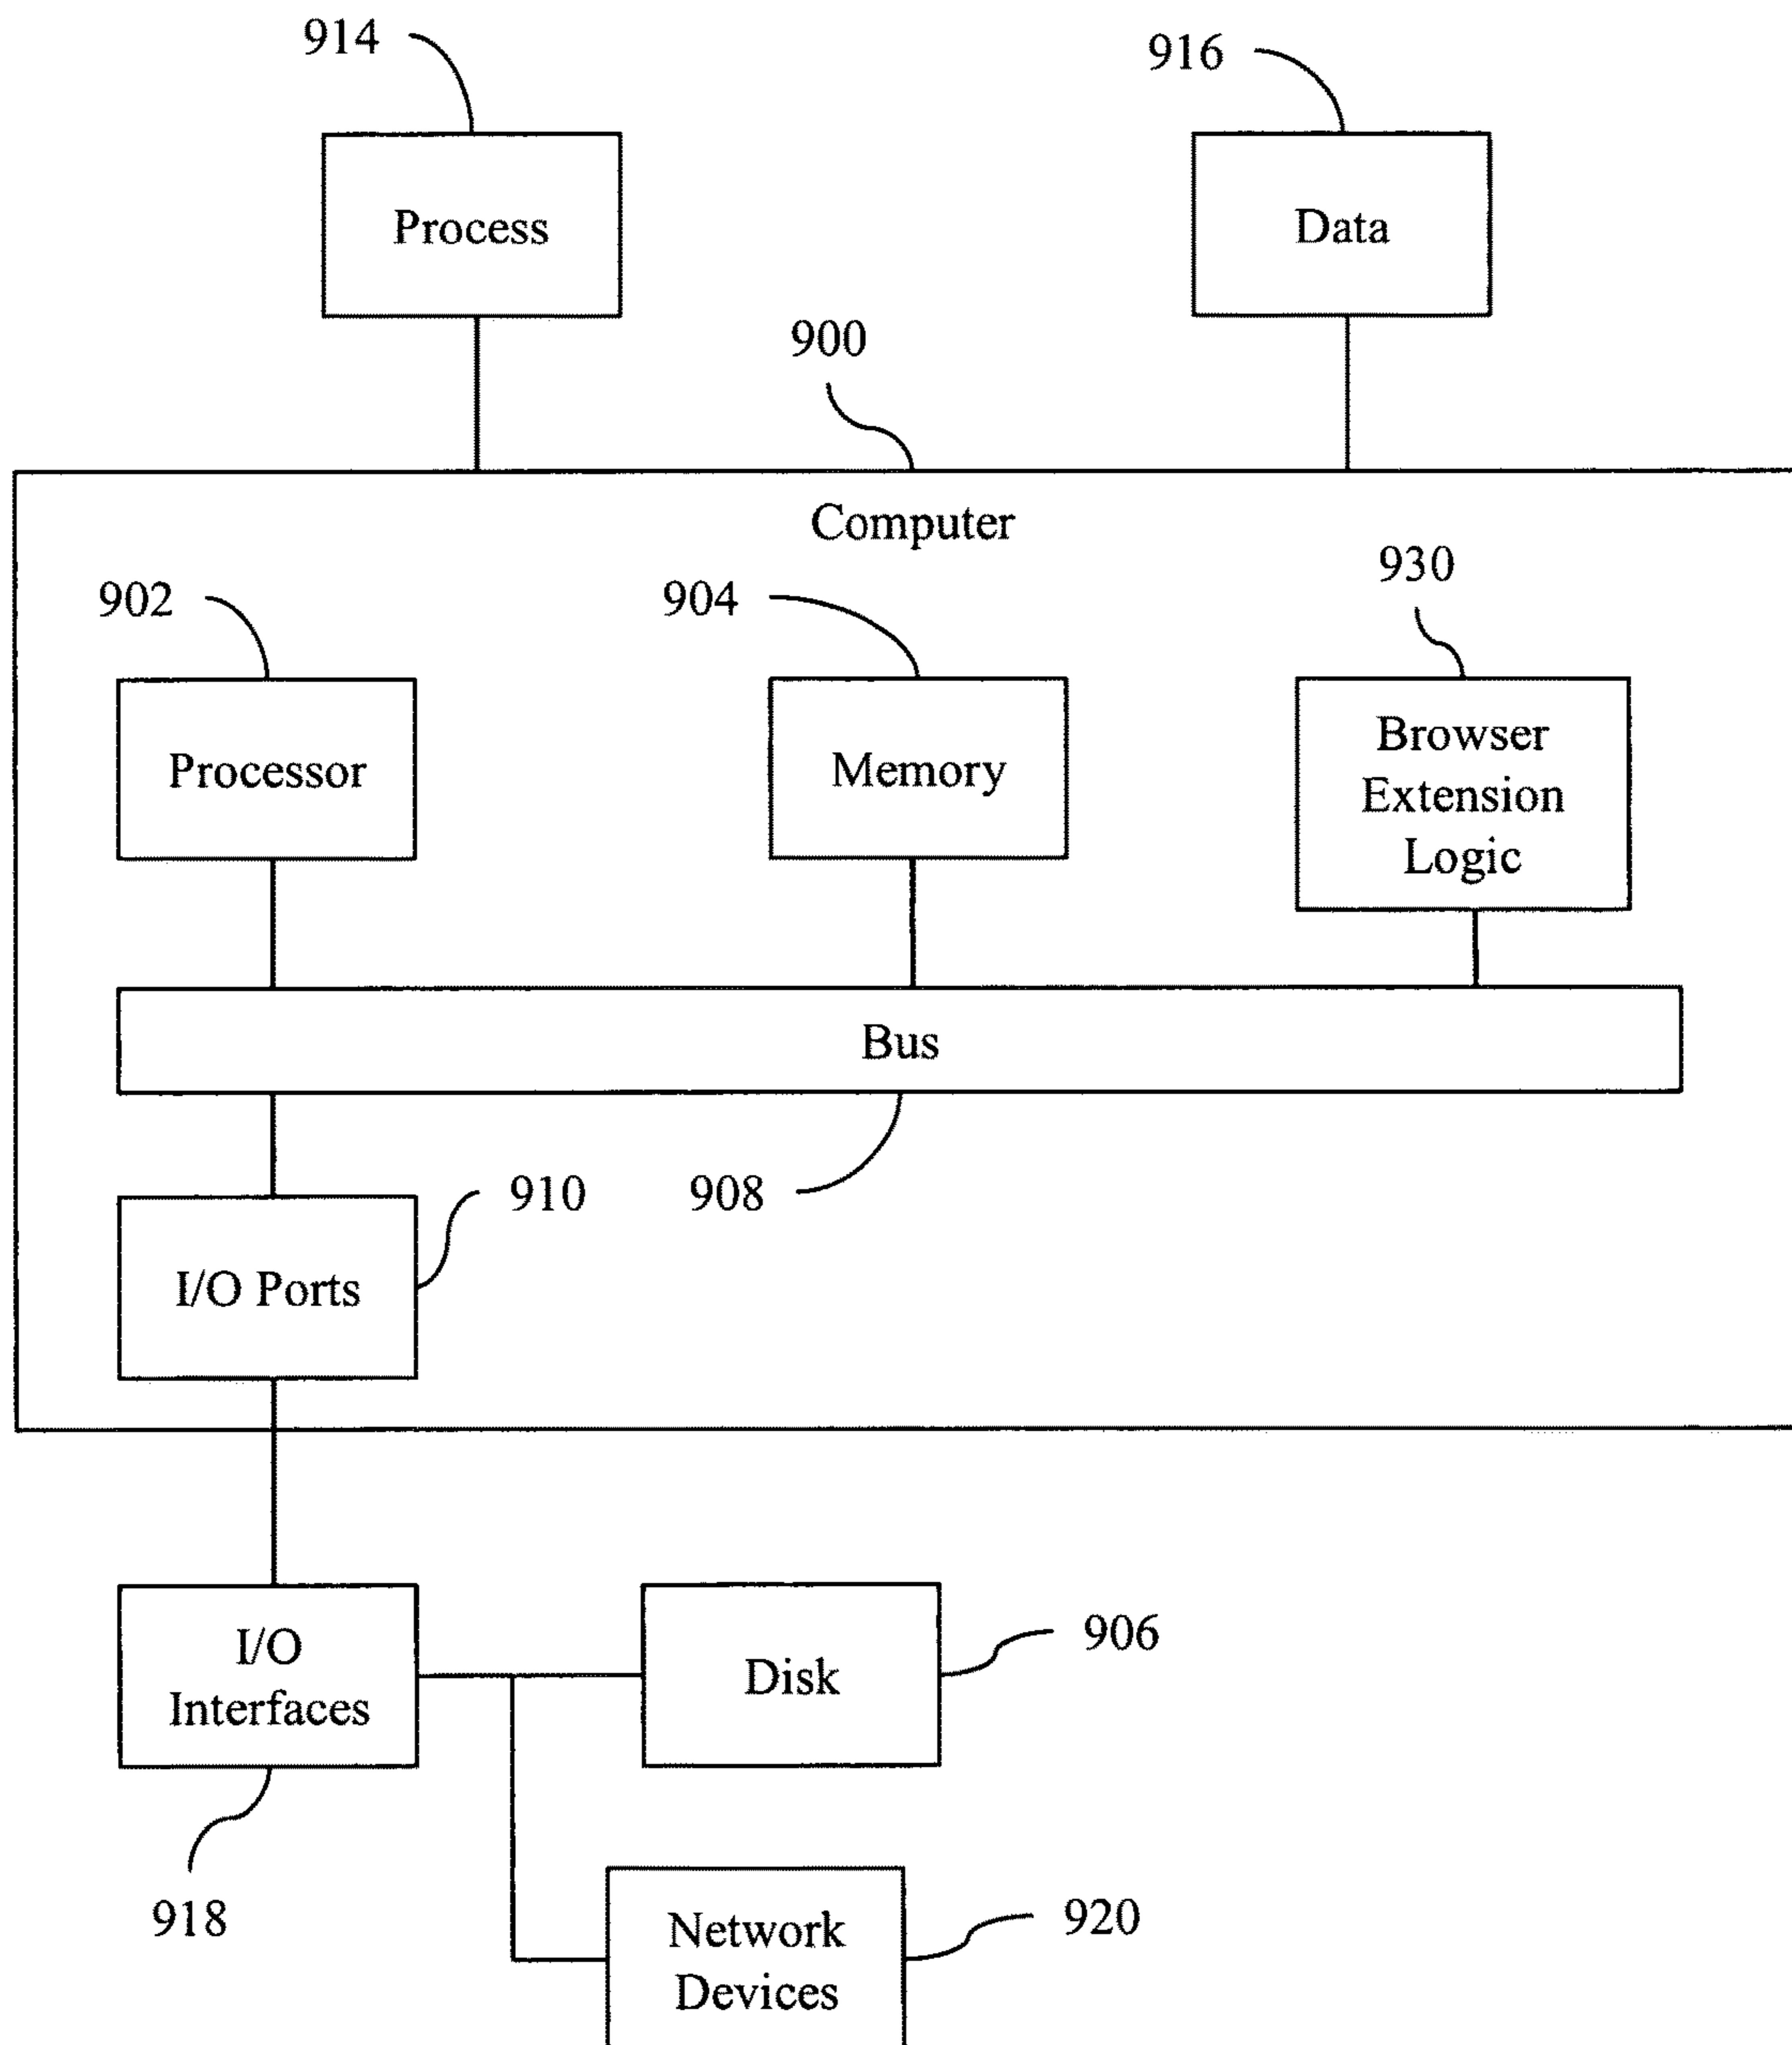 914
916
Process
Data
900
Computer
930
902
904
Processor
Memory
Browser
Extension
Logic
Bus
910
908
I/O Ports
I/O
Interfaces
Disk
906
918
Network
Devices
920